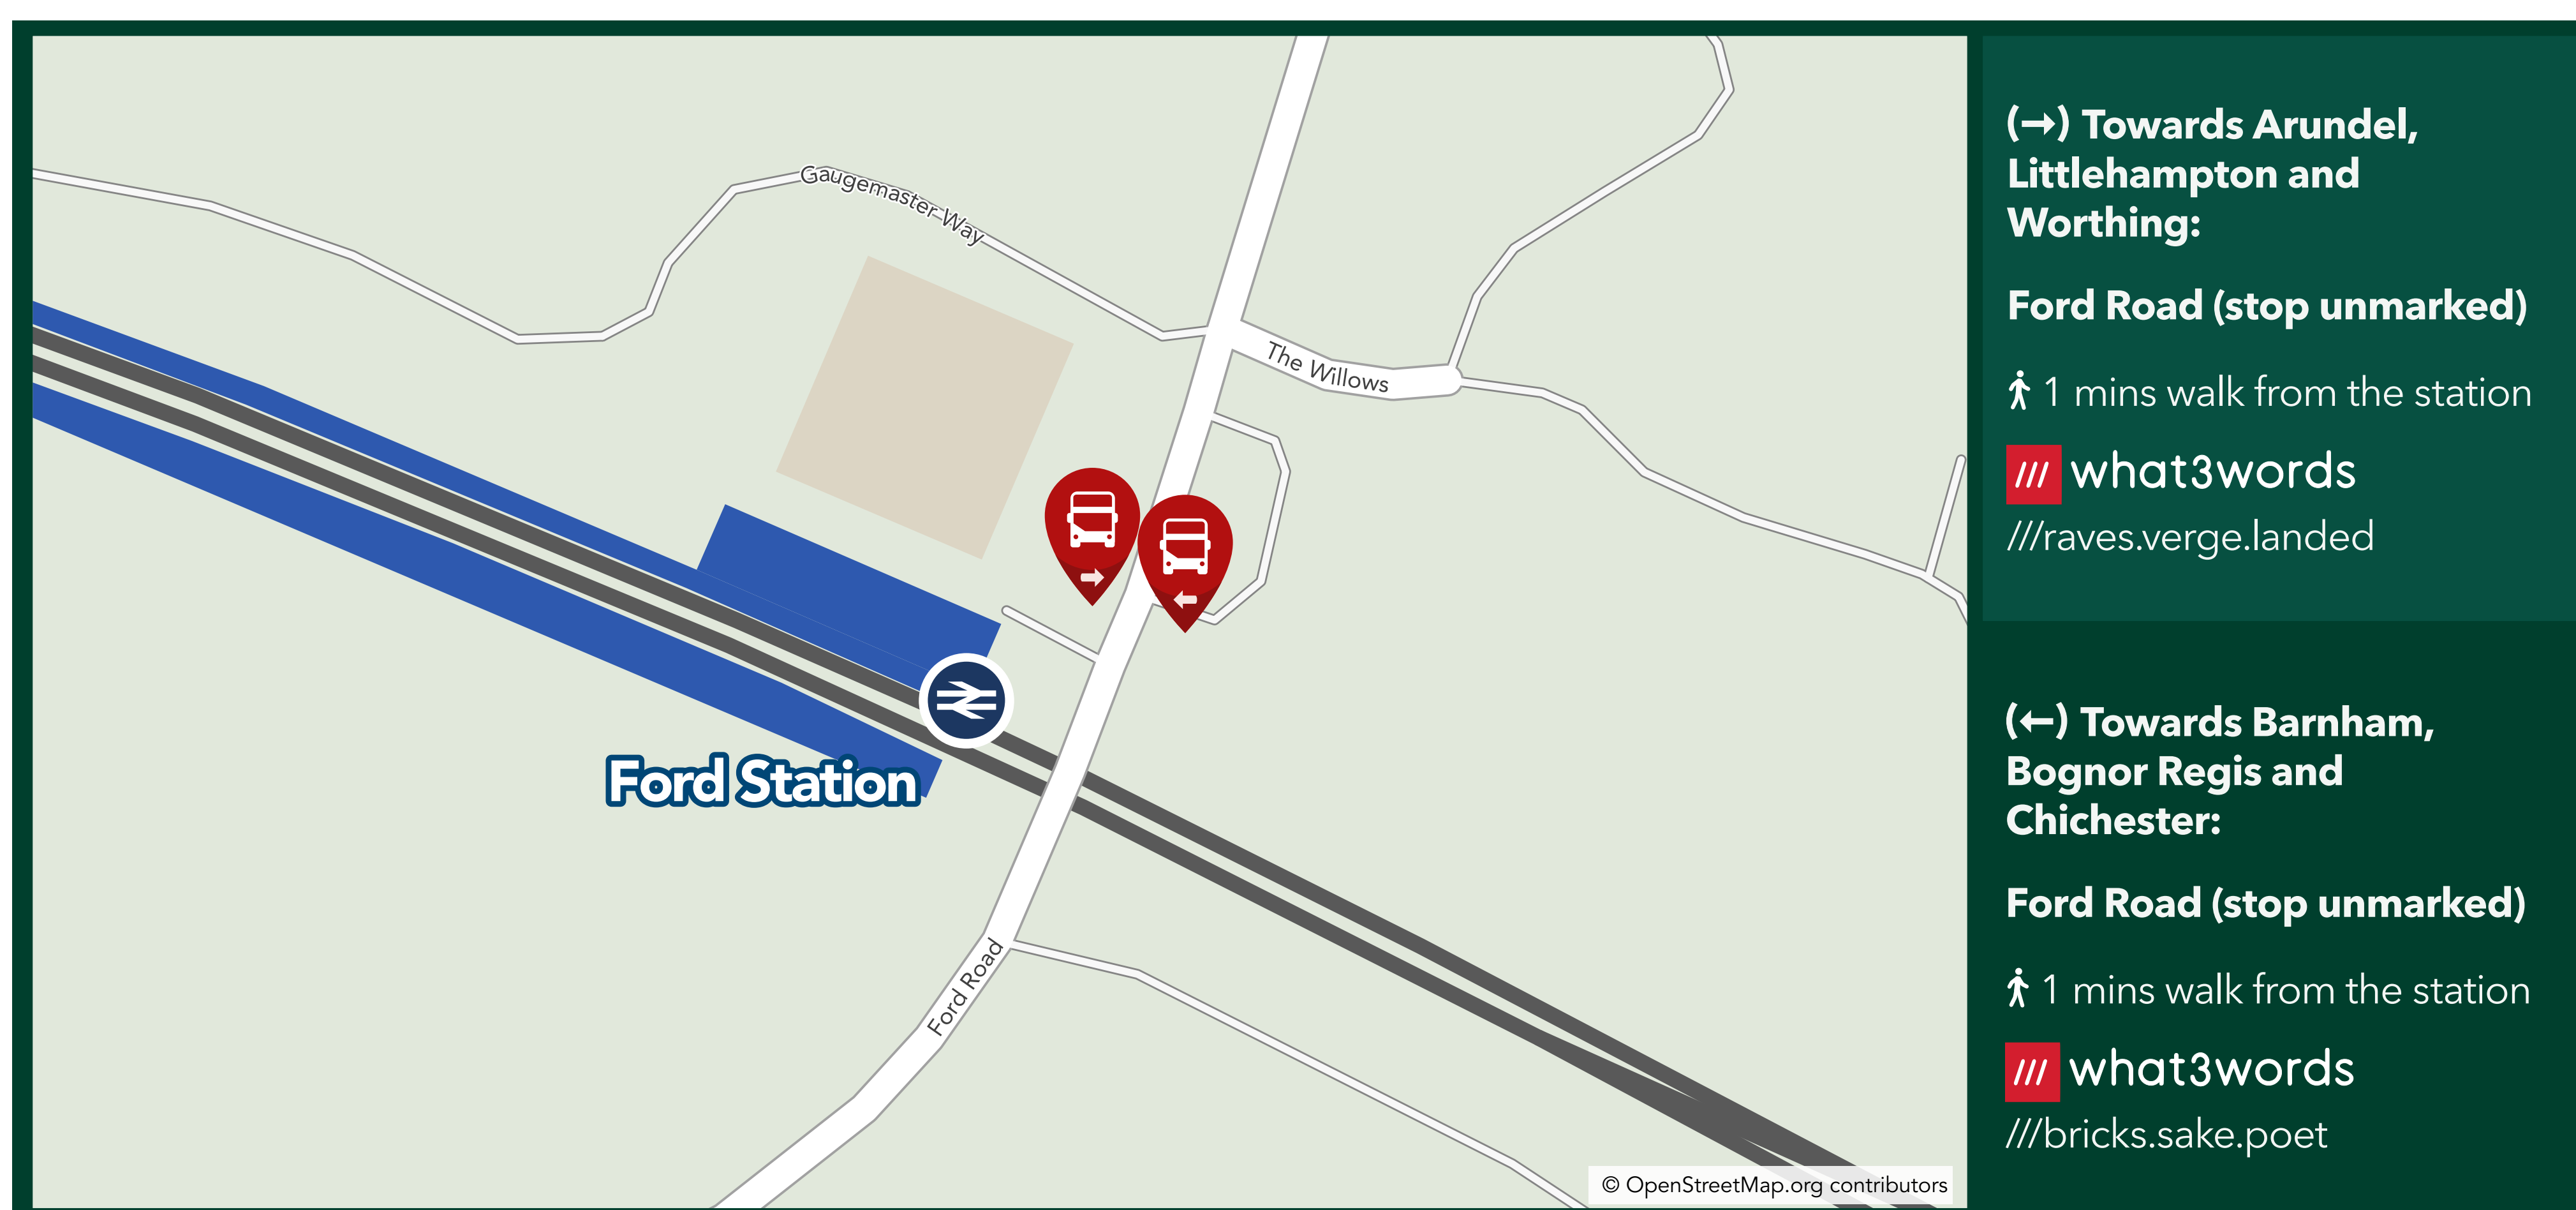 Gaugemaster Way
The Willows
Ford Station
Ford Road
© OpenStreetMap.org contributors
(→) Towards Arundel,
Littlehampton and
Worthing:
Ford Road (stop unmarked)
1 mins walk from the station
/// what3words
///raves.verge.landed
(←) Towards Barnham,
Bognor Regis and
Chichester:
Ford Road (stop unmarked)
1 mins walk from the station
/// what3words
///bricks.sake.poet